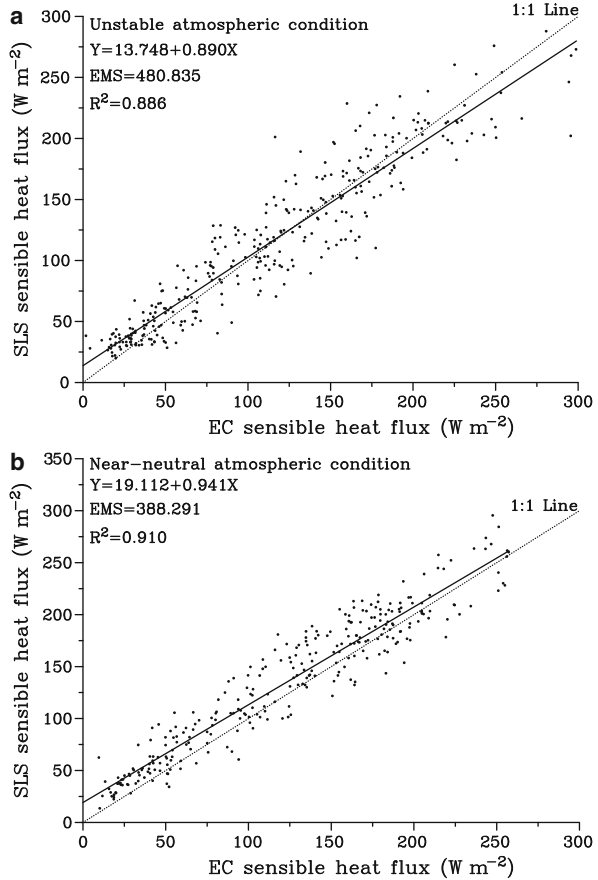 a
1:1 Line
Unstable atmospheric condition
Y=13.748+0.890X
EMS=480.835
R²=0.886
SLS sensible heat flux (W m⁻²)
300
250
200
150
100
50
0
0 50 100 150 200 250 300
EC sensible heat flux (W m⁻²)
b
Near-neutral atmospheric condition
Y=19.112+0.941X
EMS=388.291
R²=0.910
1:1 Line
SLS sensible heat flux (W m⁻²)
350
300
250
200
150
100
50
0
0 50 100 150 200 250 300
EC sensible heat flux (W m⁻²)